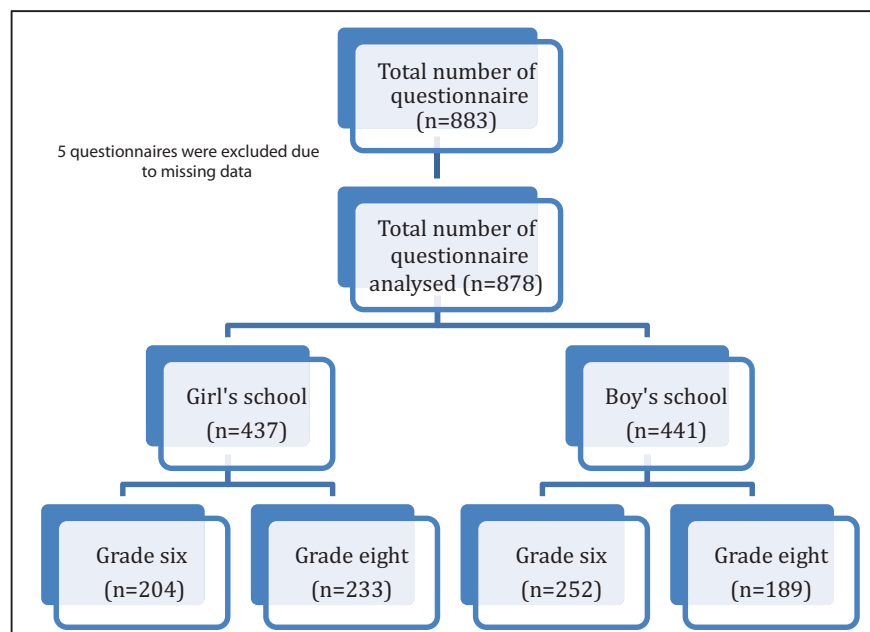 Total number of
questionnaire
(n=883)
5 questionnaires were excluded due
to missing data
Total number of
questionnaire
analysed (n=878)
Girl's school
(n=437)
Boy's school
(n=441)
Grade six
(n=204)
Grade eight
(n=233)
Grade six
(n=252)
Grade eight
(n=189)